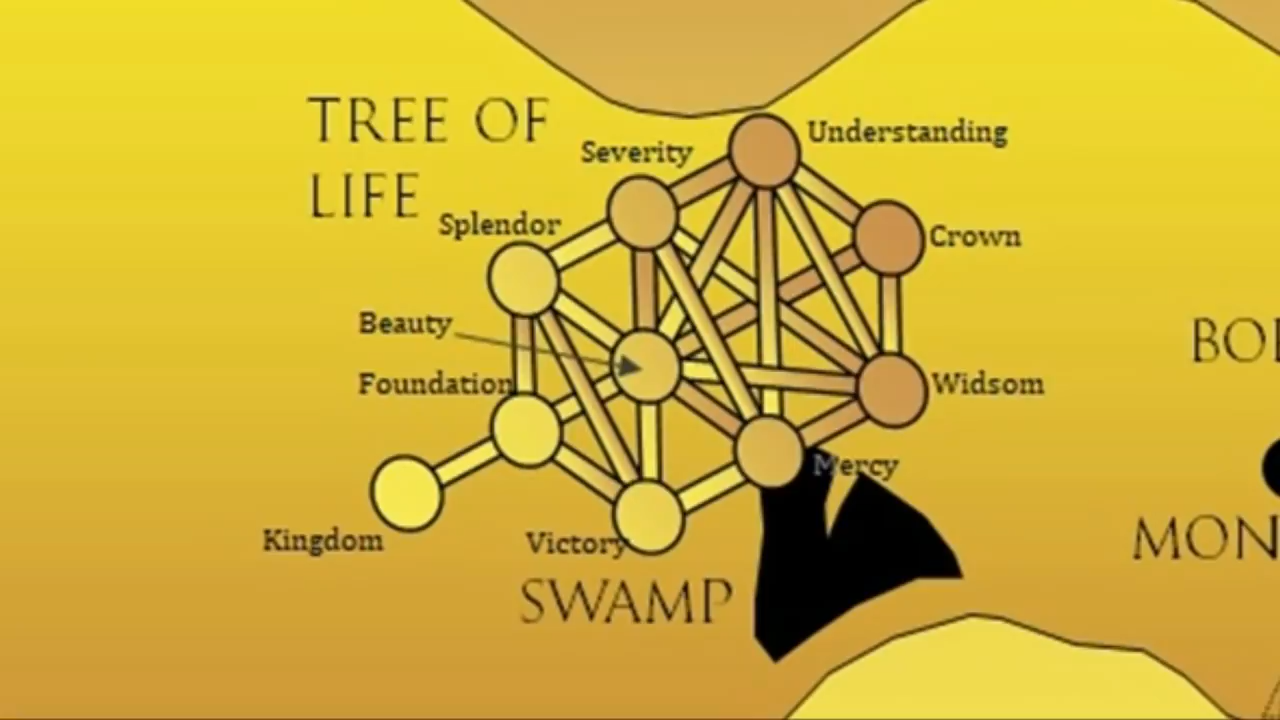 TREE OF
LIFE
Understanding
Severity
Splendor
Crown
Beauty
Foundation
Widsom
Mercy
Kingdom
Victory
SWAMP